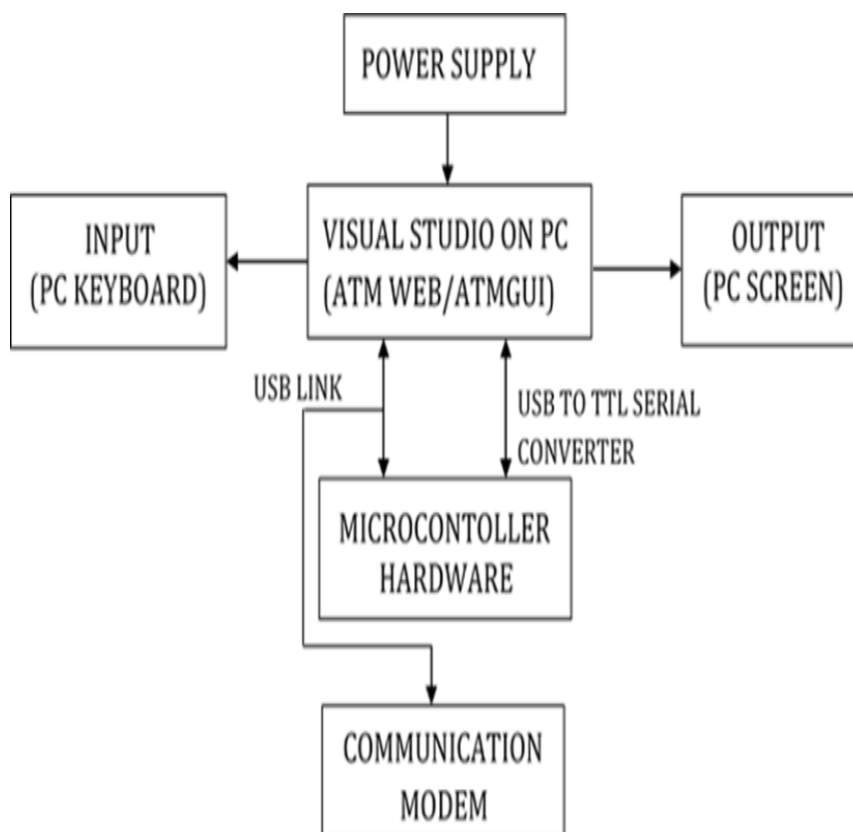 POWER SUPPLY
INPUT
(PC KEYBOARD)
VISUAL STUDIO ON PC
(ATM WEB/ATMGUI)
OUTPUT
(PC SCREEN)
USB LINK
USB TO TTL SERIAL
CONVERTER
MICROCONTOLLER
HARDWARE
COMMUNICATION
MODEM